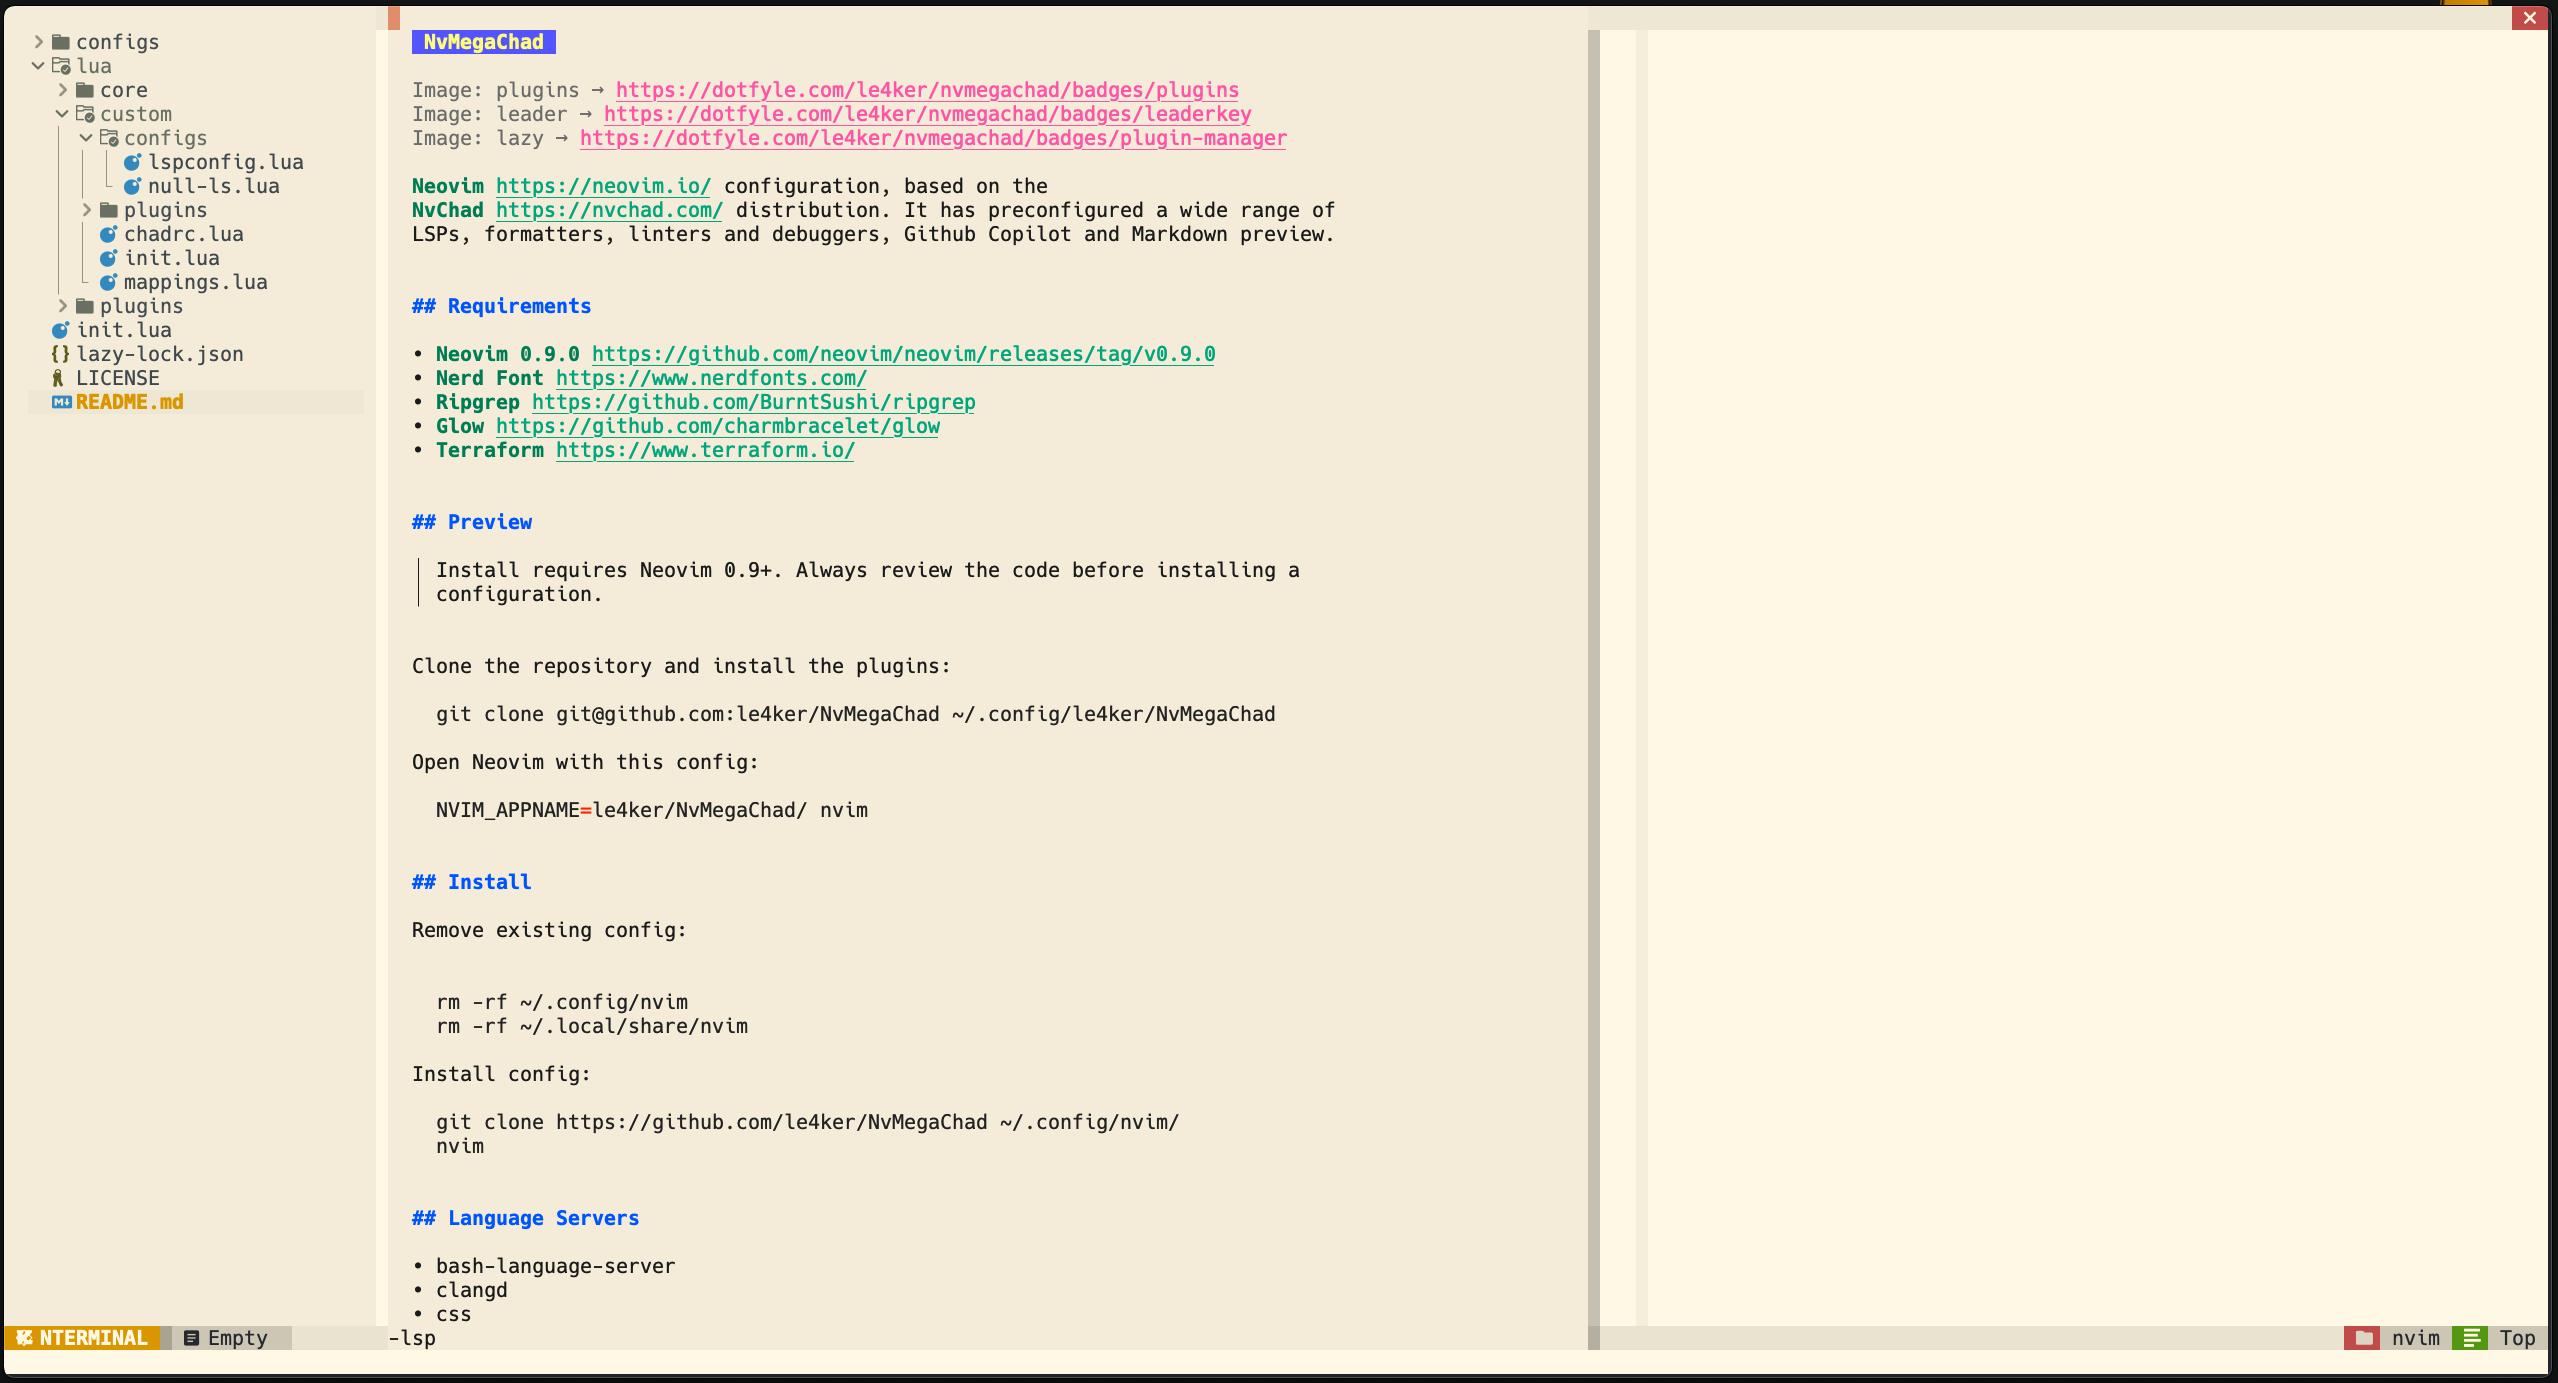 configs
lua
core
custom
configs
lspconfig.lua
null-ls.lua
plugins
chadrc.lua
init.lua
mappings.lua
plugins
init.lua
{} lazy-lock.json
LICENSE
README.md
NvMegaChad
Image: plugins → https://dotfyle.com/le4ker/nvmegachad/badges/plugins
Image: leader → https://dotfyle.com/le4ker/nvmegachad/badges/leaderkey
Image: lazy → https://dotfyle.com/le4ker/nvmegachad/badges/plugin-manager
Neovim https://neovim.io/ configuration, based on the
NvChad https://nvchad.com/ distribution. It has preconfigured a wide range of
LSPs, formatters, linters and debuggers, Github Copilot and Markdown preview.
## Requirements
• Neovim 0.9.0 https://github.com/neovim/neovim/releases/tag/v0.9.0
• Nerd Font https://www.nerdfonts.com/
• Ripgrep https://github.com/BurntSushi/ripgrep
• Glow https://github.com/charmbracelet/glow
• Terraform https://www.terraform.io/
## Preview
Install requires Neovim 0.9+. Always review the code before installing a
configuration.
Clone the repository and install the plugins:
git clone git@github.com:le4ker/NvMegaChad ~/.config/le4ker/NvMegaChad
Open Neovim with this config:
NVIM_APPNAME=le4ker/NvMegaChad/ nvim
## Install
Remove existing config:
rm -rf ~/.config/nvim
rm -rf ~/.local/share/nvim
Install config:
git clone https://github.com/le4ker/NvMegaChad ~/.config/nvim/
nvim
## Language Servers
• bash-language-server
• clangd
• css
-lsp
NTERMINAL
Empty
nvim
Top